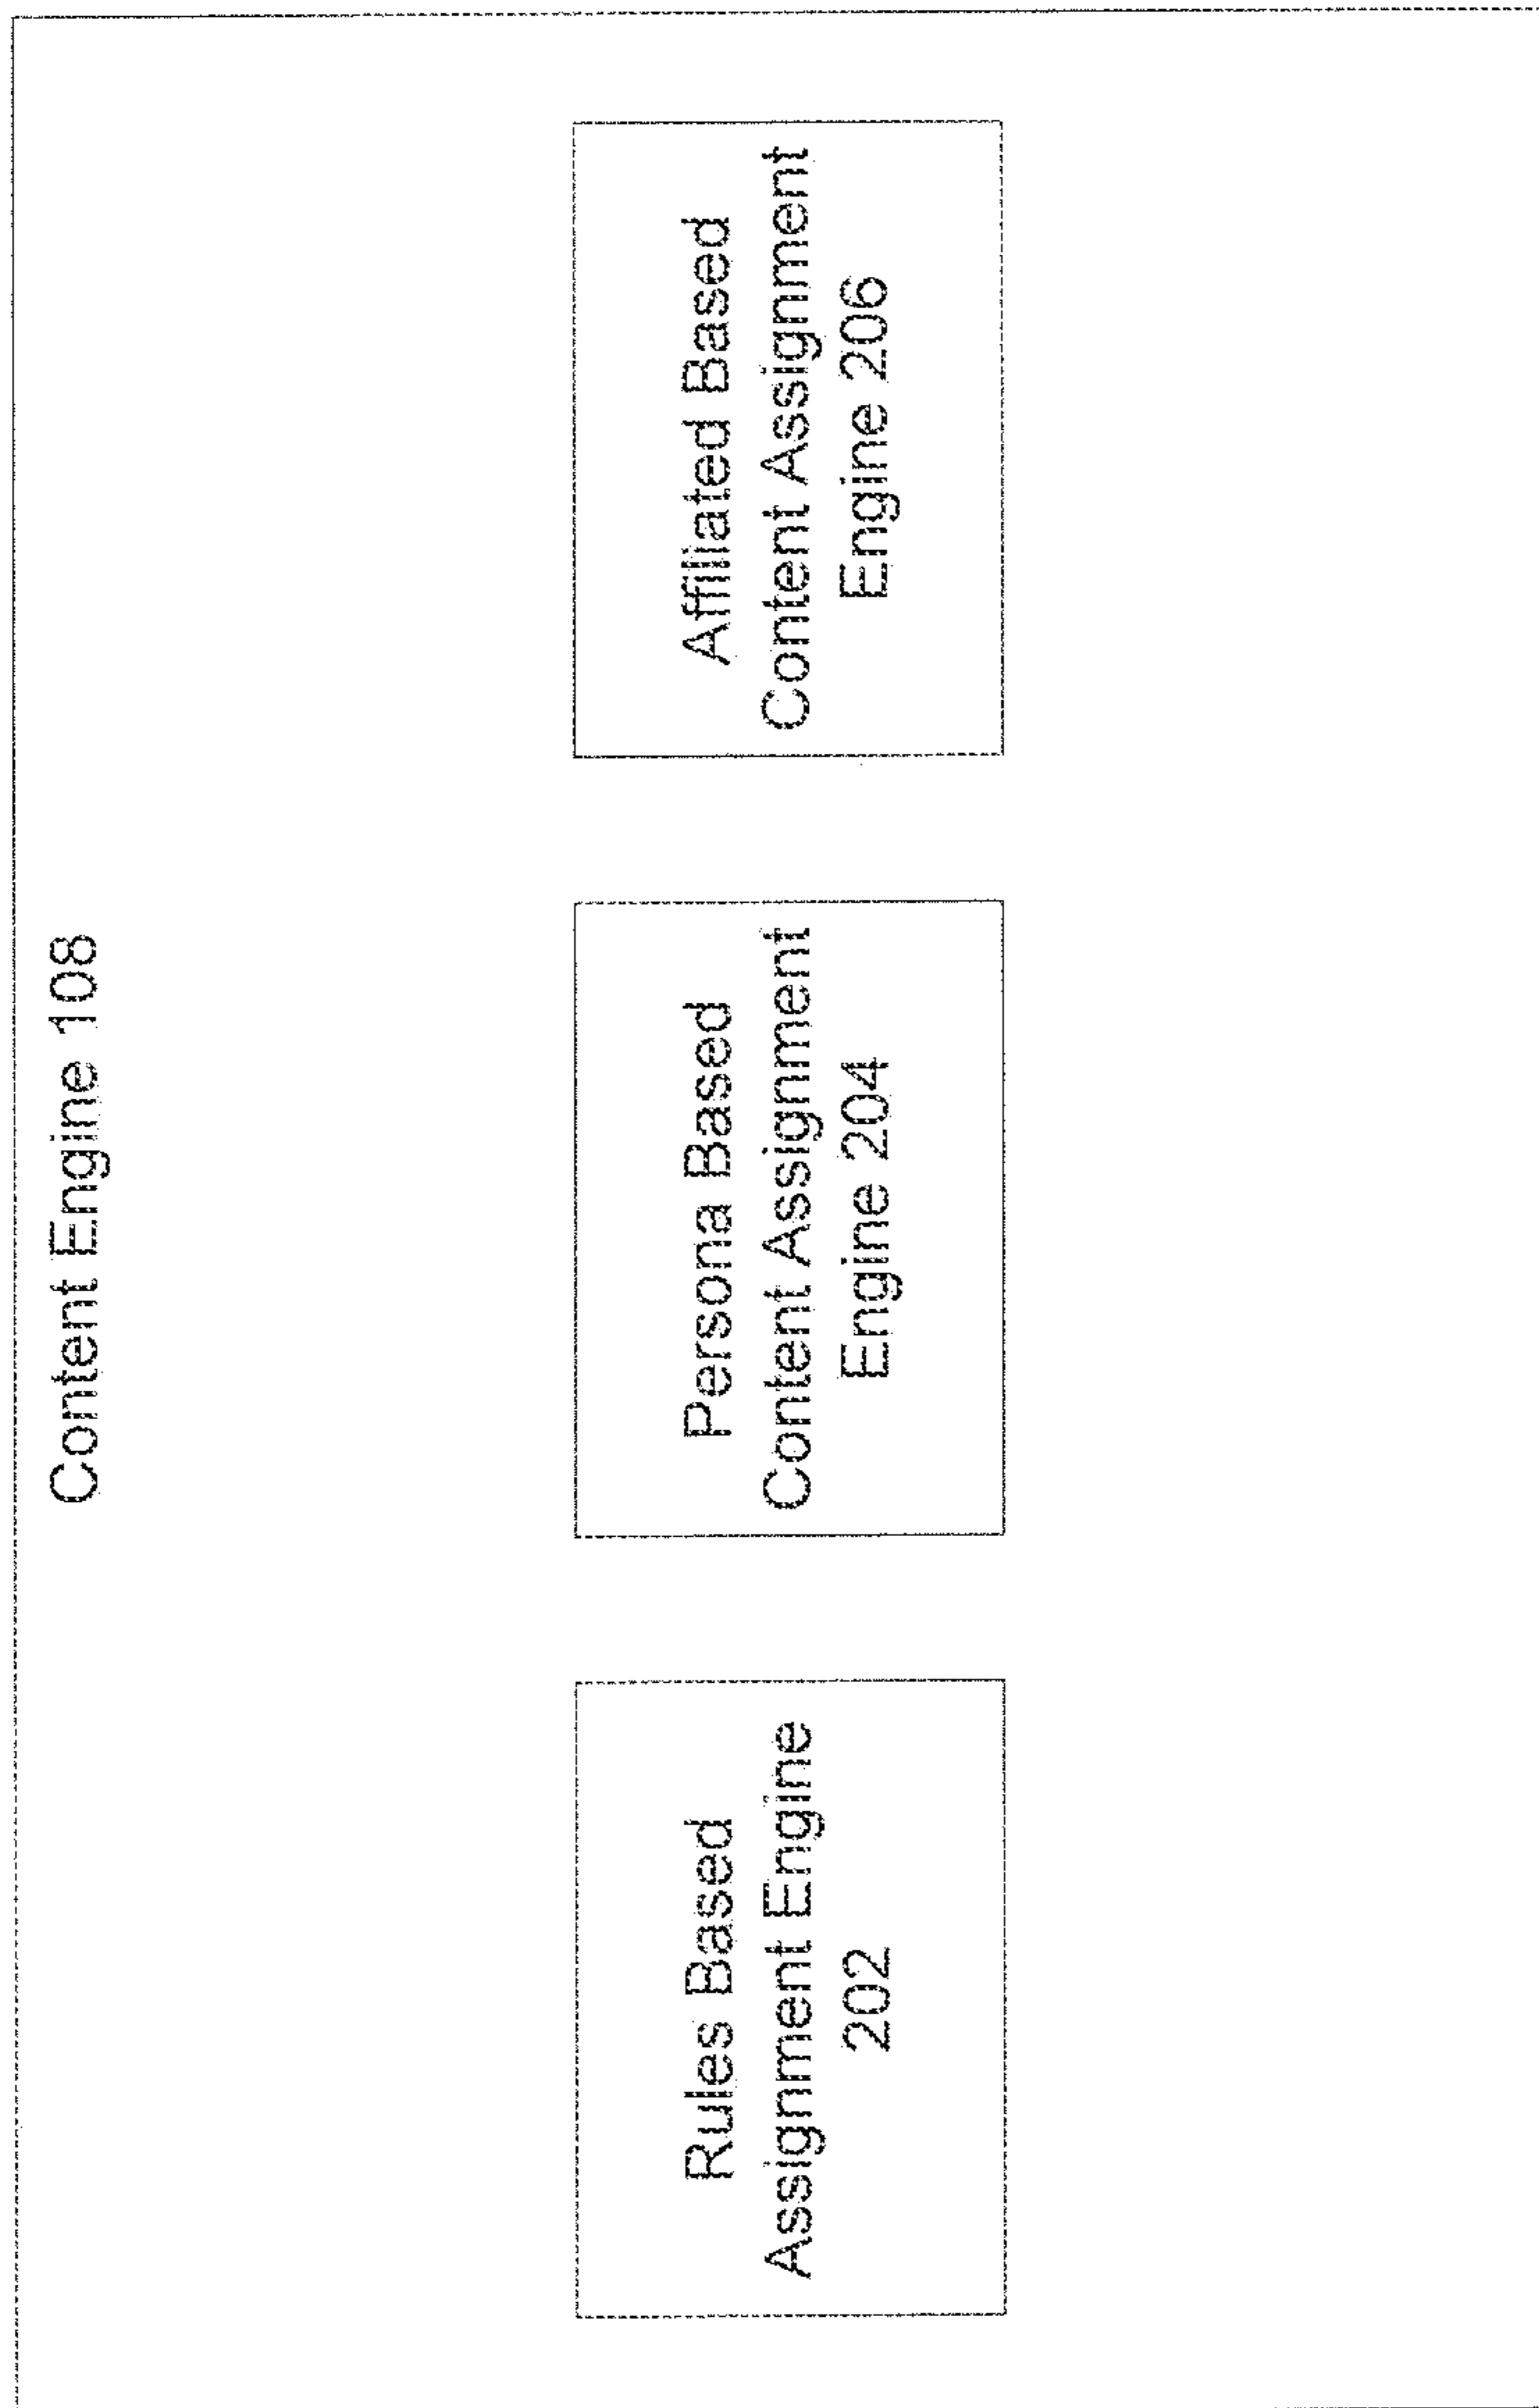 Content Engine 108
Rules Based
Assignment Engine
202
Persona Based
Content Assignment
Engine 204
Affiliated Based
Content Assignment
Engine 206